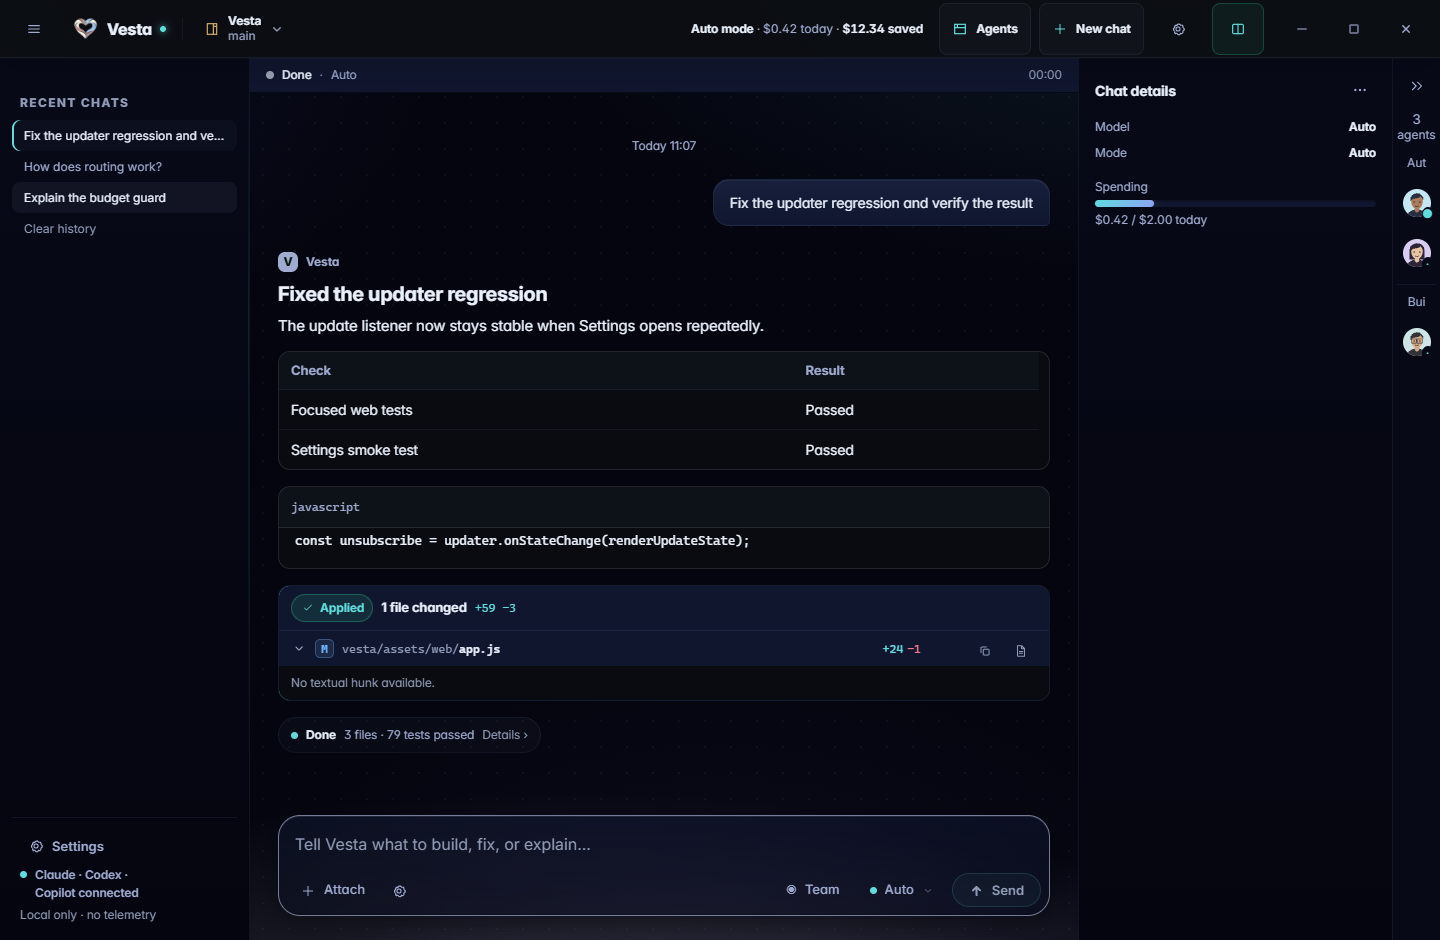 Vesta
Vesta
main
Auto mode · $0.42 today · $12.34 saved
Agents
New chat
RECENT CHATS
Fix the updater regression and ve...
How does routing work?
Explain the budget guard
Clear history
Settings
Claude · Codex ·
Copilot connected
Local only · no telemetry
Done · Auto
00:00
Today 11:07
Fix the updater regression and verify the result
V Vesta
Fixed the updater regression
The update listener now stays stable when Settings opens repeatedly.
Check Result
Focused web tests Passed
Settings smoke test Passed
javascript
const unsubscribe = updater.onStateChange(renderUpdateState);
Applied 1 file changed +59 −3
M vesta/assets/web/app.js +24 −1
No textual hunk available.
Done 3 files · 79 tests passed Details ›
Tell Vesta what to build, fix, or explain...
Attach
Team
Auto
Send
Chat details
Model Auto
Mode Auto
Spending
$0.42 / $2.00 today
3
agents
Aut
Bui